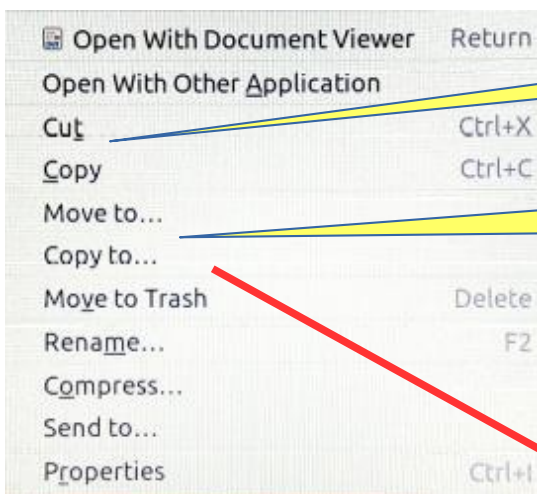 Open With Document Viewer Return
Open With Other Application
Cut Ctrl+X
Copy Ctrl+C
Move to...
Copy to...
Move to Trash Delete
Rename... F2
Compress...
Send to...
Properties Ctrl+I